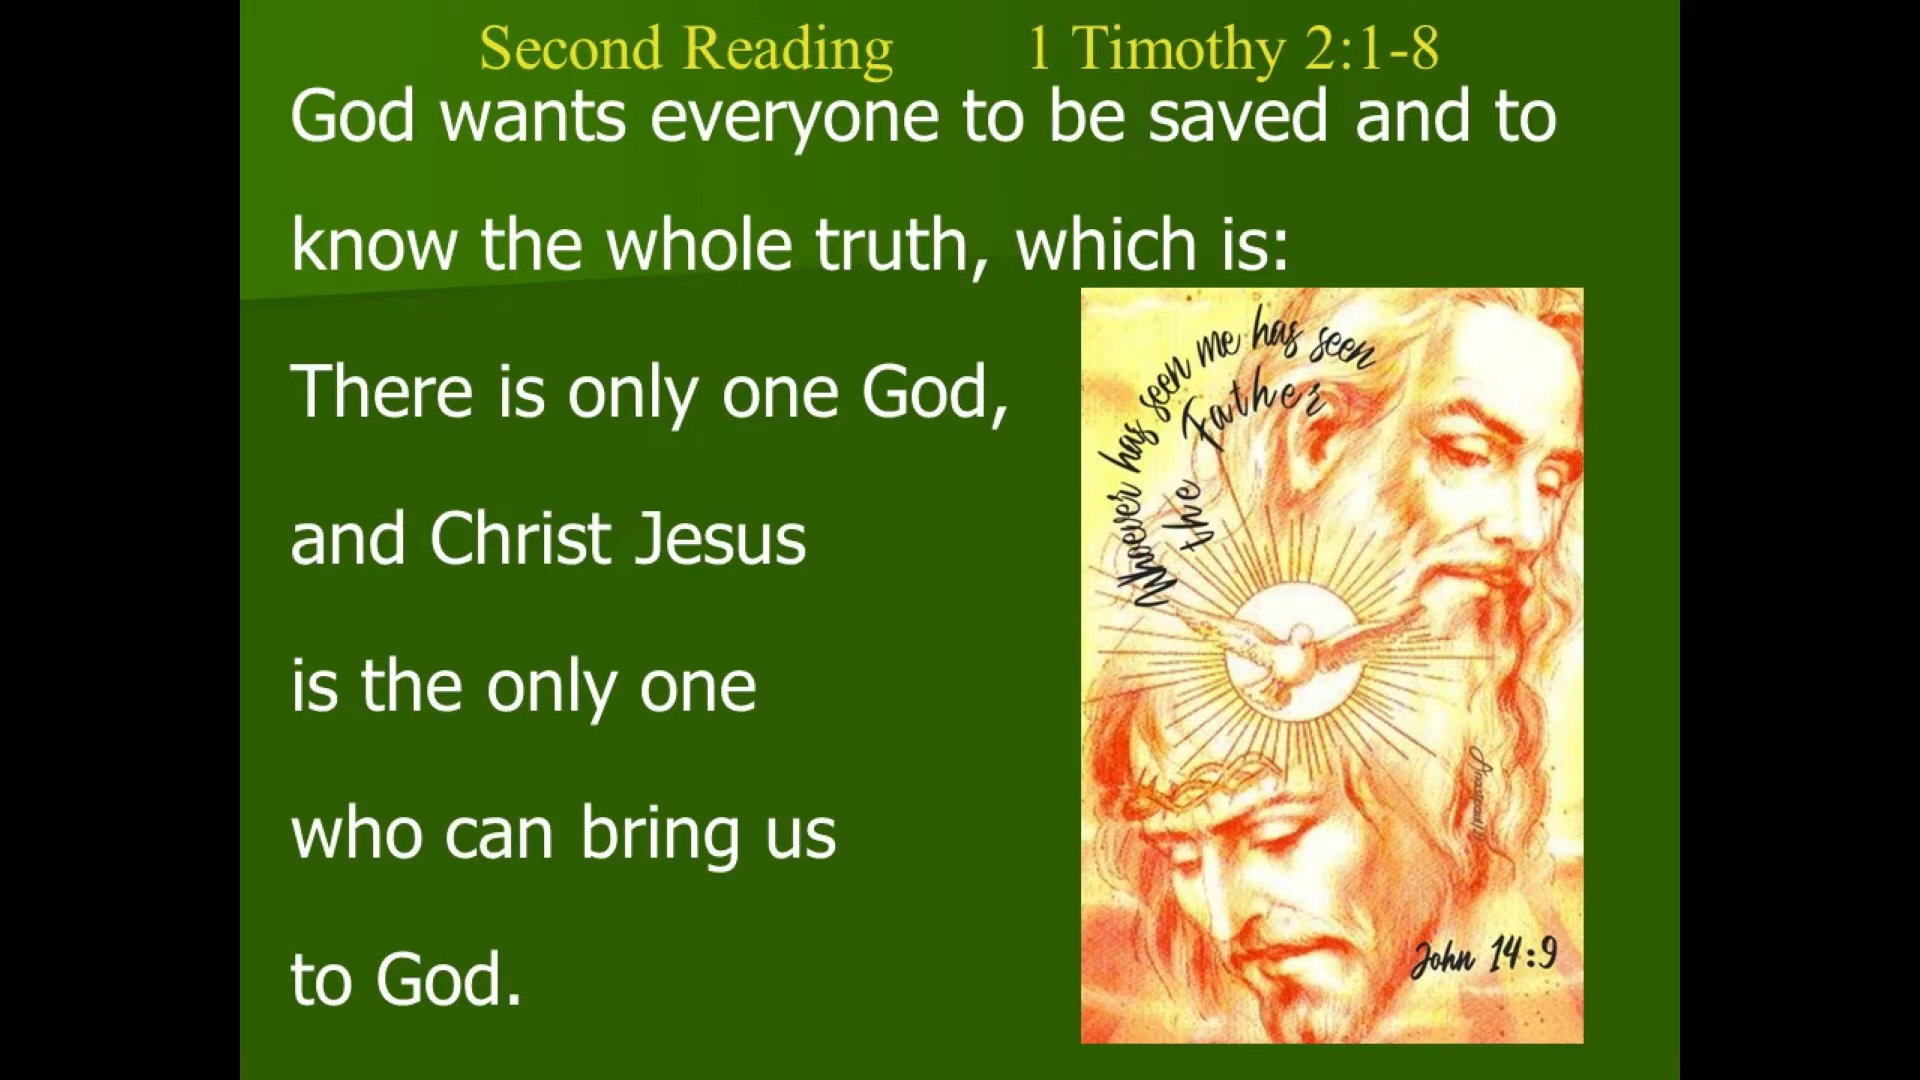 Second Reading 1 Timothy 2:1-8
God wants everyone to be saved and to
know the whole truth, which is:
There is only one God,
and Christ Jesus
is the only one
who can bring us
to God.
Whoever has seen me has seen
the Father
John 14:9